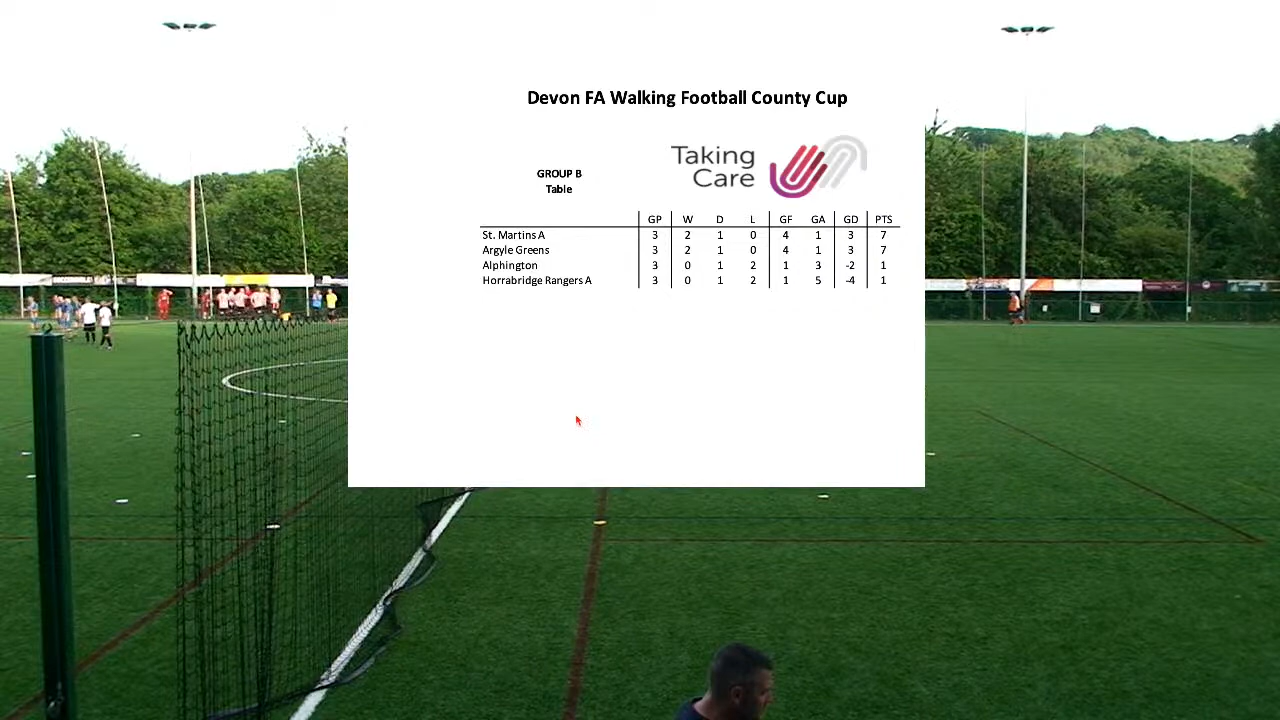 Devon FA Walking Football County Cup
Taking
Care
GROUP B
Table
GP W D L GF GA GD PTS
St. Martins A 3 2 1 0 4 1 3 7
Argyle Greens 3 2 1 0 4 1 3 7
Alphington 3 0 1 2 1 3 -2 1
Horrabridge Rangers A 3 0 1 2 1 5 -4 1